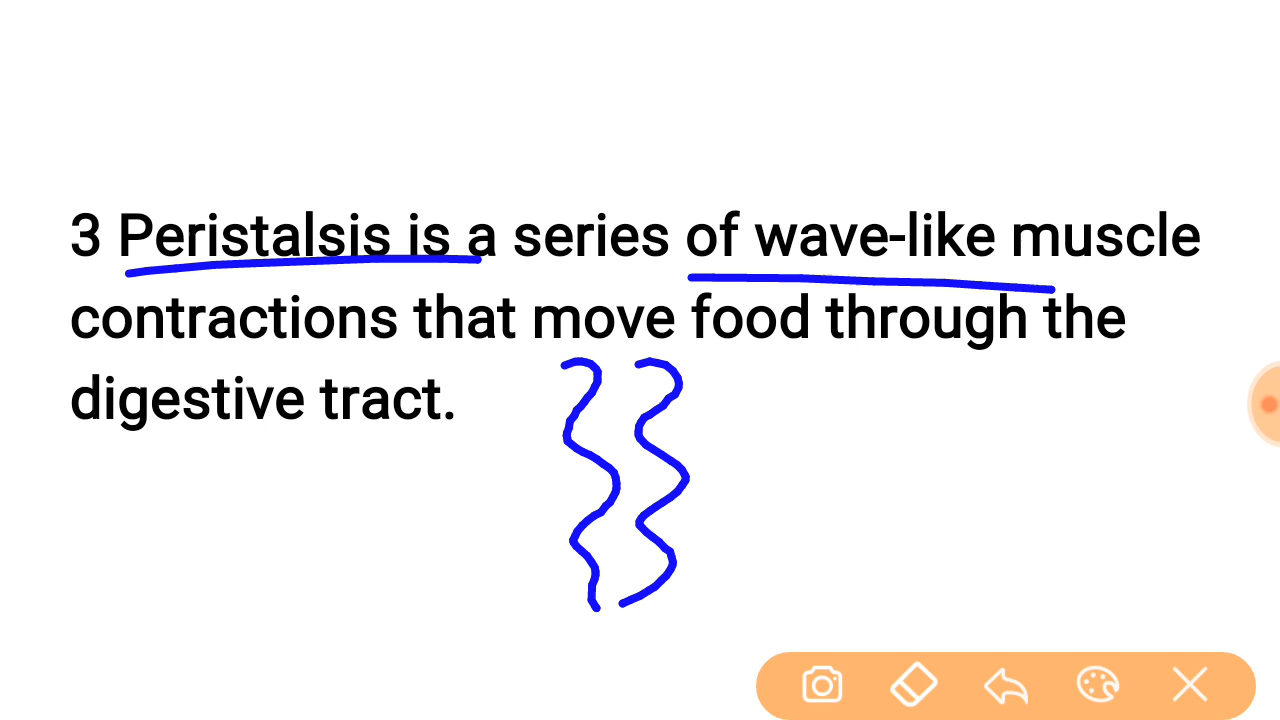 3 Peristalsis is a series of wave-like muscle
contractions that move food through the
digestive tract.